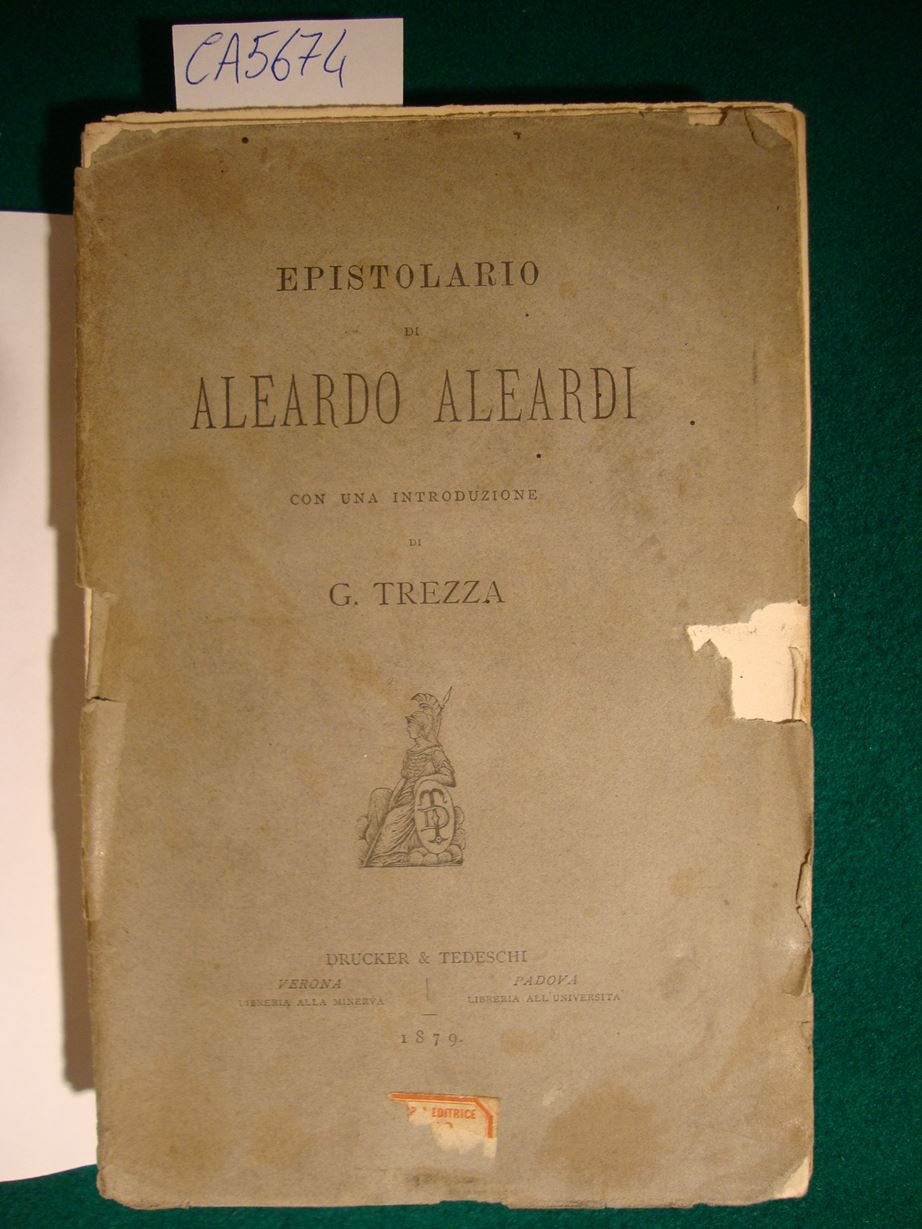 CA5674
EPISTOLARIO
DI
ALEARDO ALEARDI
CON UNA INTRODUZIONE
DI
G. TREZZA
DRUCKER & TEDESCHI
VERONA
LIBRERIA ALLA MINERVA
PADOVA
LIBRERIA ALL UNIVERSITÀ
1879.
EDITRICE